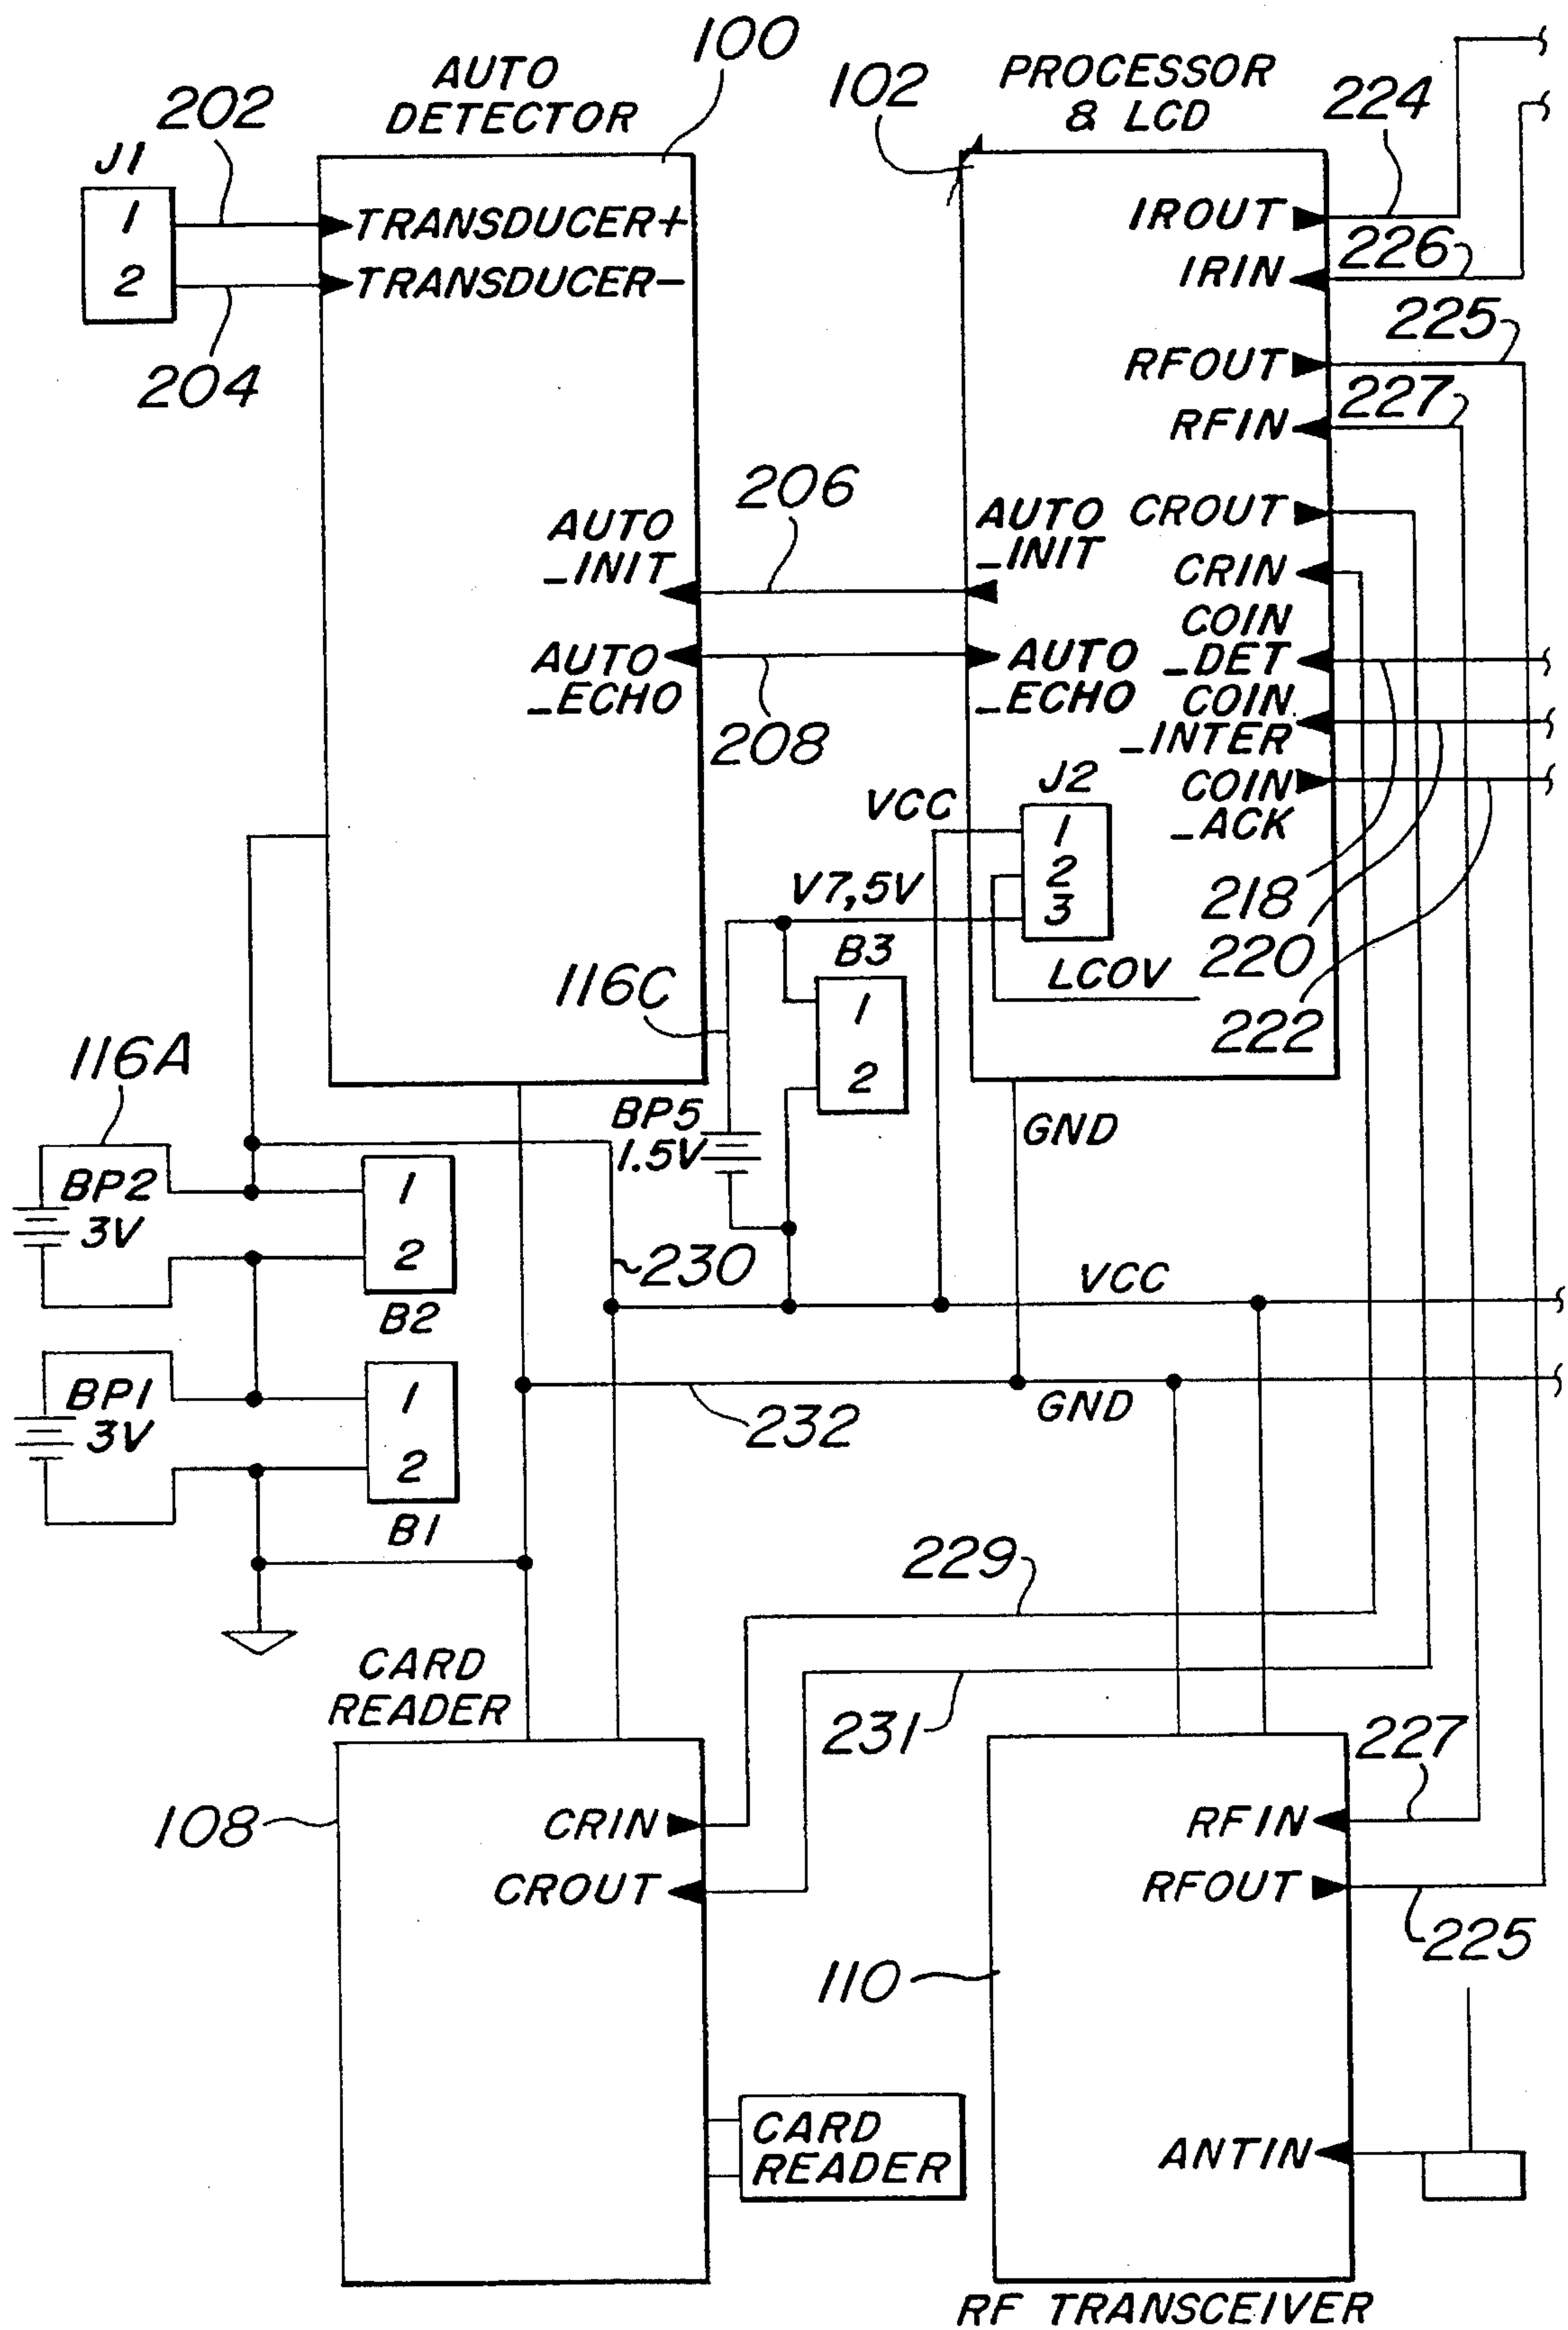 100
AUTO
DETECTOR
202
J1
1
2
204
TRANSDUCER+
TRANSDUCER-
102
PROCESSOR
& LCD
224
IROUT
226
IRIN
225
RFOUT
227
RFIN
206
AUTO
_INIT
AUTO
_INIT
CROUT
CRIN
COIN
_DET
AUTO
_ECHO
AUTO
_ECHO
208
COIN
_INTER
COIN
_ACK
J2
VCC
1
2
3
V7,5V
218
220
222
LCOV
B3
1
2
116C
116A
BP5
1.5V
GND
BP2
3V
1
2
B2
230
VCC
BP1
3V
1
2
B1
232
GND
229
CARD
READER
231
227
108
CRIN
CROUT
RFIN
RFOUT
225
110
CARD
READER
ANTIN
RF TRANSCEIVER